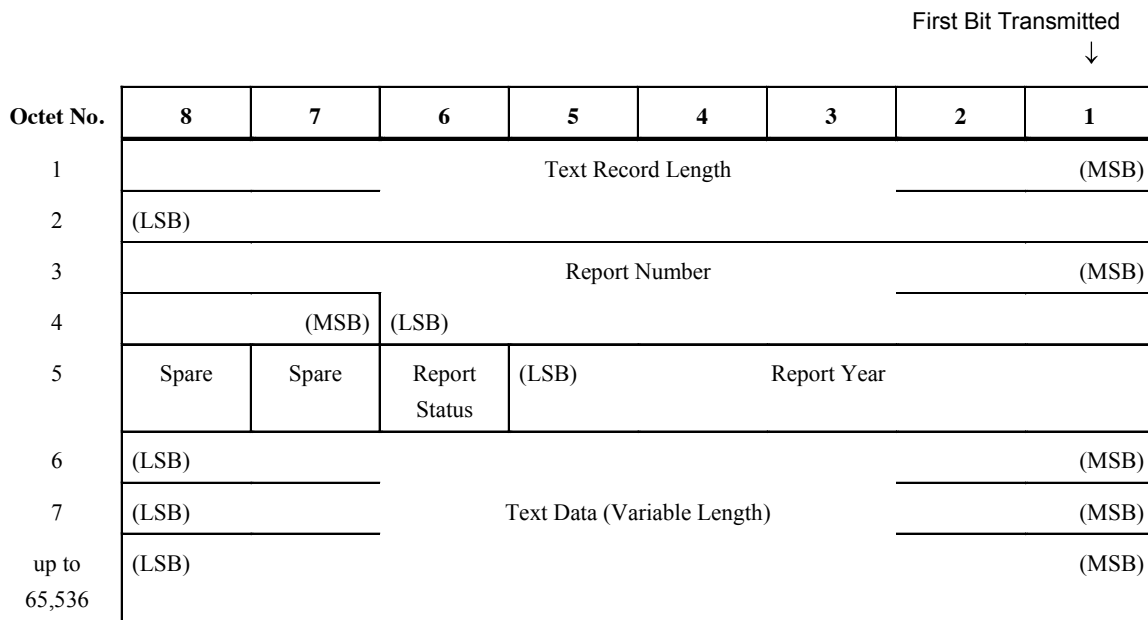 First Bit Transmitted
↓
Octet No. 8 7 6 5 4 3 2 1
1 Text Record Length (MSB)
2 (LSB)
3 Report Number (MSB)
4 (MSB) (LSB)
5 Spare Spare Report (LSB) Report Year
Status
6 (LSB) (MSB)
7 (LSB) Text Data (Variable Length) (MSB)
up to (LSB) (MSB)
65,536